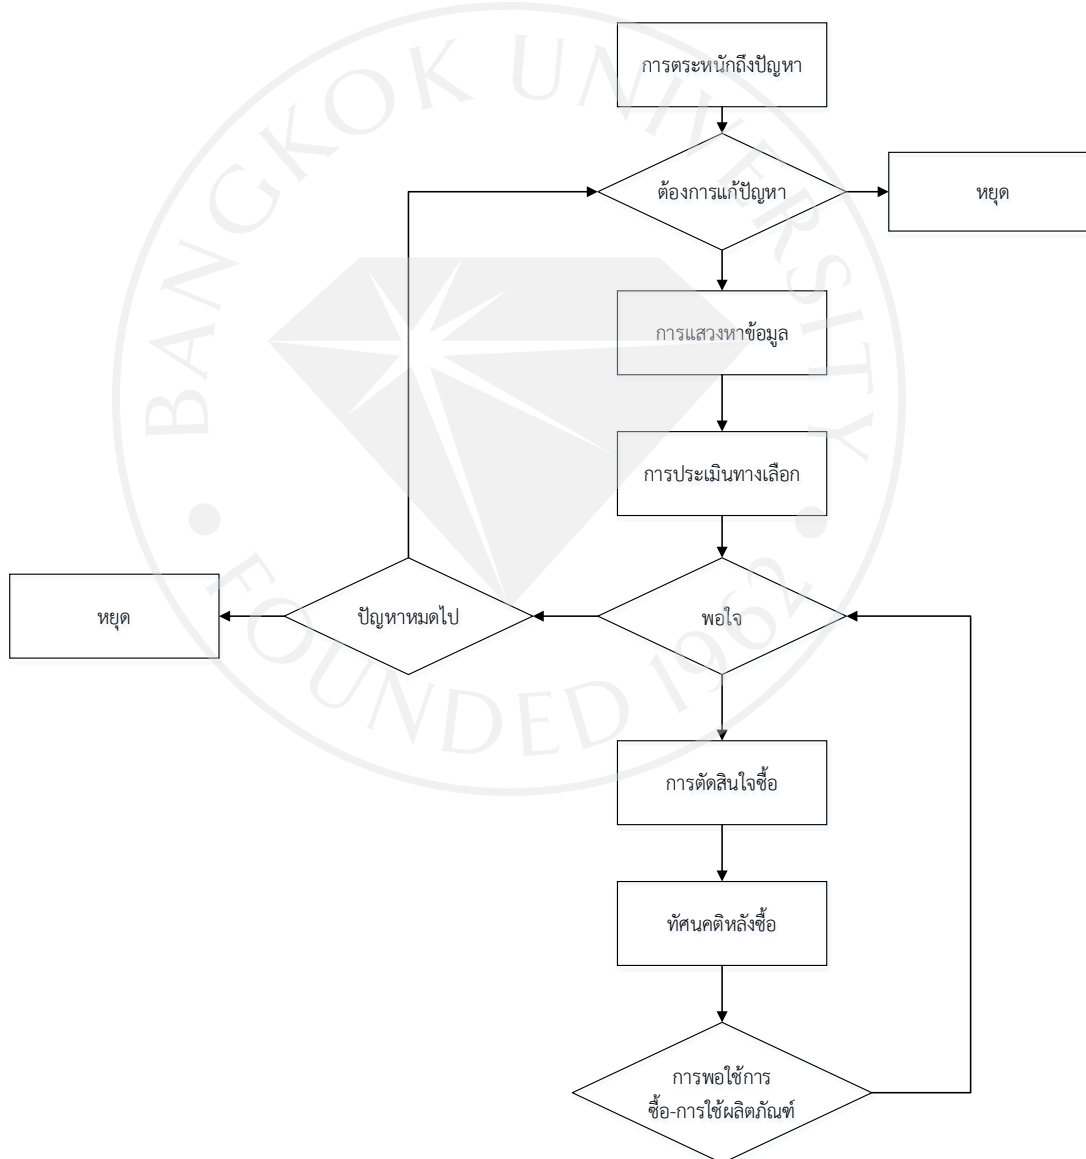 การตระหนักถึงปัญหา
ต้องการแก้ปัญหา
หยุด
การแสวงหาข้อมูล
การประเมินทางเลือก
หยุด
ปัญหาหมดไป
พอใจ
การตัดสินใจซื้อ
ทัศนคติหลังซื้อ
การพอใช้การ
ซื้อ-การใช้ผลิตภัณฑ์
BANGKOK UNIVERSITY
FOUNDED 1962